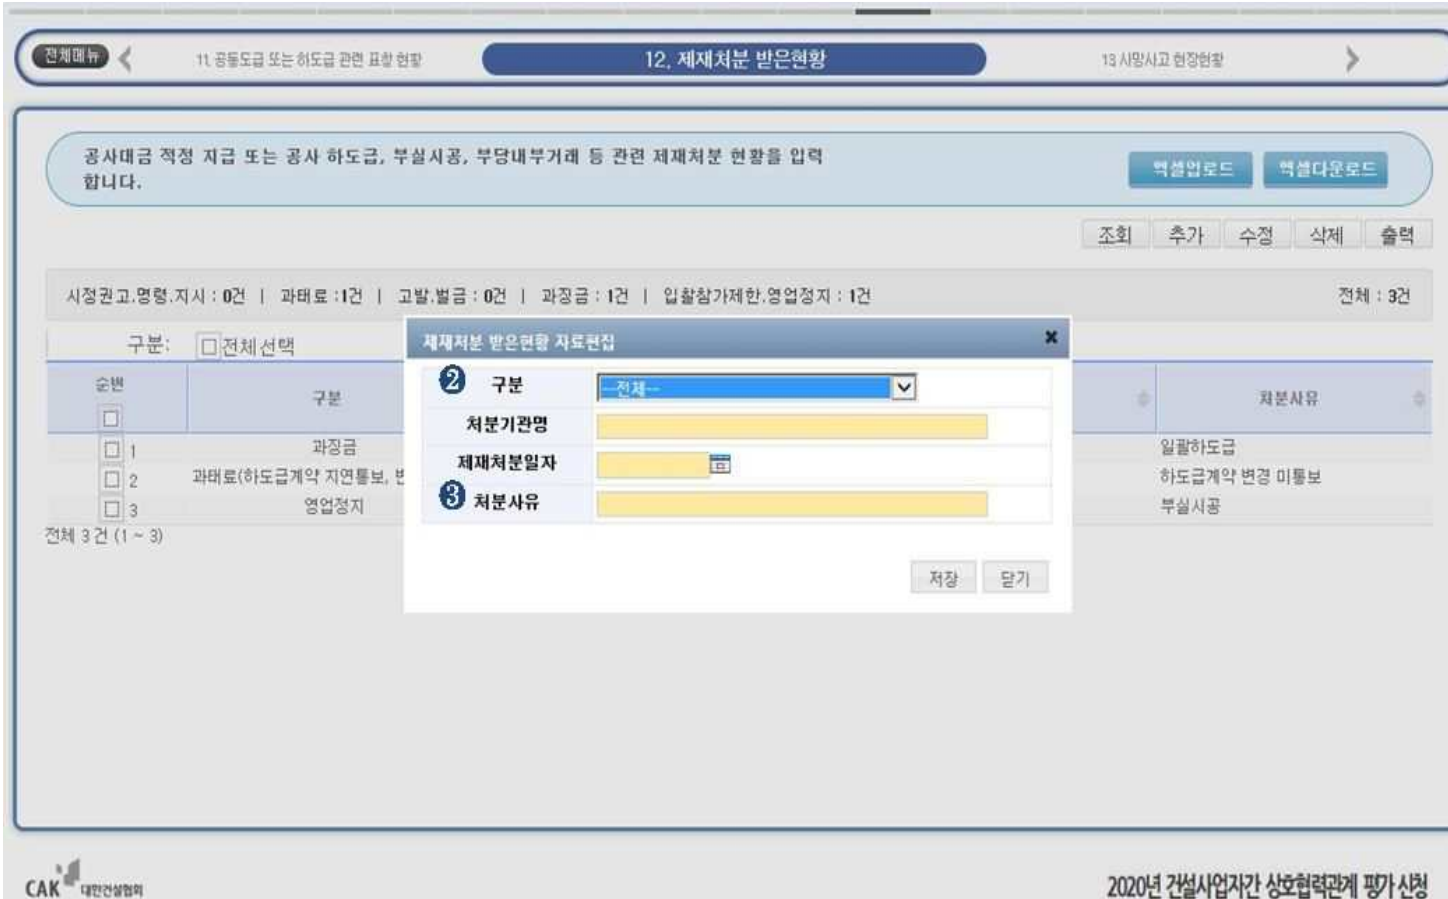 전체메뉴
11. 공동도급 또는 하도급 관련 표창 현황
12. 제재처분 받은현황
13 사망사고 현장현황
공사대금 적정 지급 또는 공사 하도급, 부실시공, 부당내부거래 등 관련 제재처분 현황을 입력
합니다.
엑셀업로드 엑셀다운로드
조회 추가 수정 삭제 출력
시정권고.명령.지시 : 0건 | 과태료 :1건 | 고발.벌금 : 0건 | 과징금 : 1건 | 입찰참가제한.영업정지 : 1건
전체 : 3건
구분: 전체선택
순번 구분 처분사유
1 과징금 일괄하도급
2 과태료(하도급계약 지연통보, 하도급계약 변경 미통보
3 영업정지 부실시공
전체 3 건 (1 ~ 3)
제재처분 받은현황 자료편집
2 구분 ---전체---
처분기관명
제재처분일자
3 처분사유
저장 닫기
CAK 대한건설협회
2020년 건설사업자간 상호협력관계 평가 신청